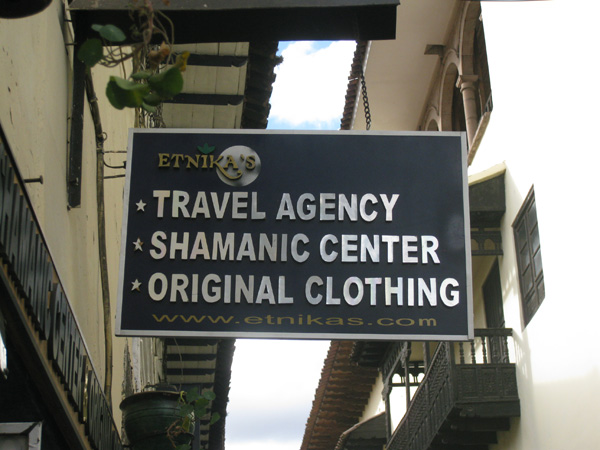 ETNIKA'S
TRAVEL AGENCY
SHAMANIC CENTER
ORIGINAL CLOTHING
www.etnikas.com